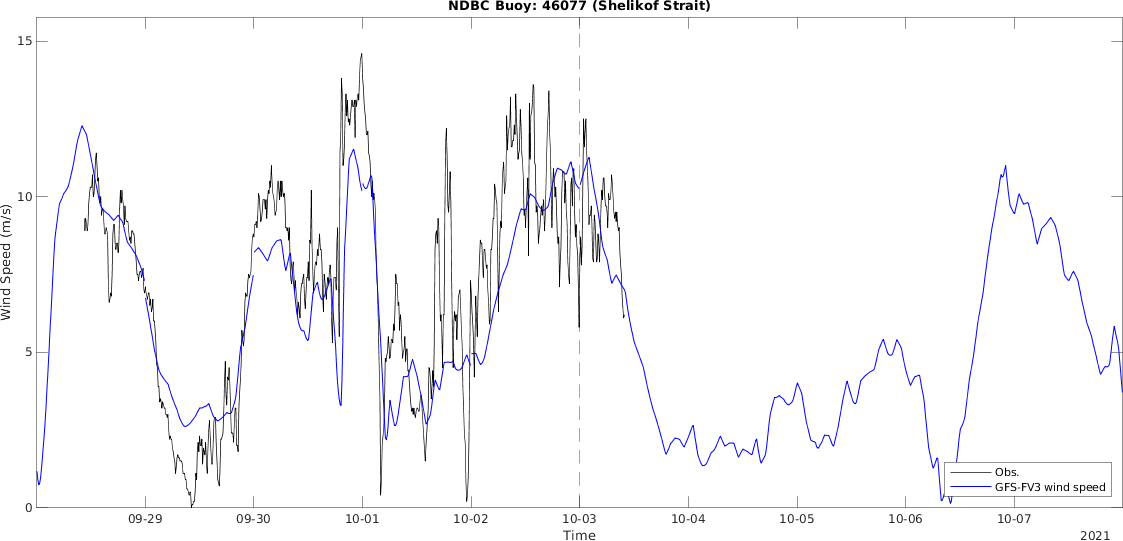 NDBC Buoy: 46077 (Shelikof Strait)
Wind Speed (m/s)
15
10
5
0
09-29
09-30
10-01
10-02
10-03
10-04
10-05
10-06
10-07
Time
2021
Obs.
GFS-FV3 wind speed